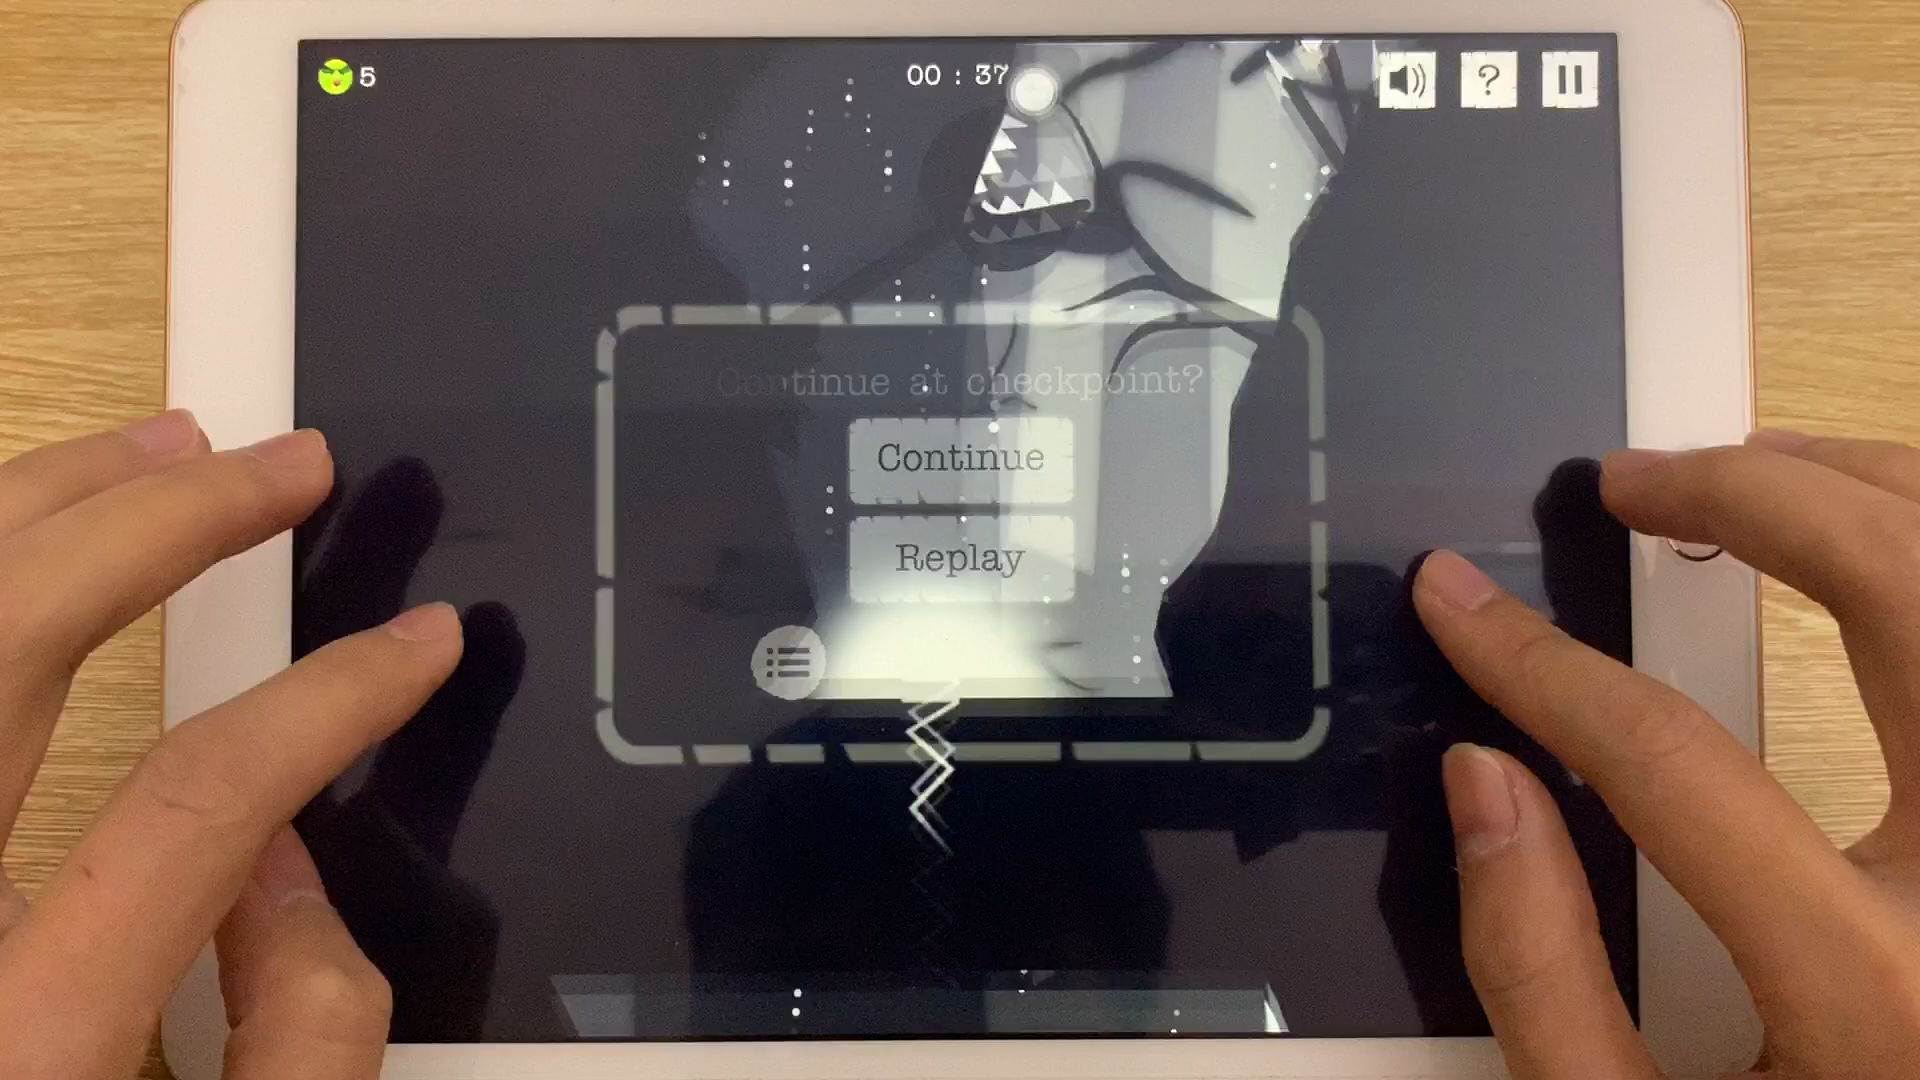 5
00 : 37
?
Continue at checkpoint?
Continue
Replay